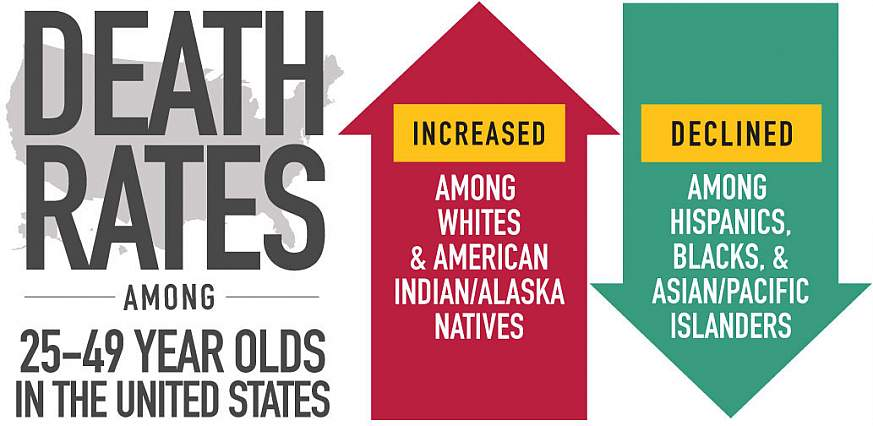 DEATH
RATES
AMONG
25–49 YEAR OLDS
IN THE UNITED STATES
INCREASED
AMONG
WHITES
& AMERICAN
INDIAN/ALASKA
NATIVES
DECLINED
AMONG
HISPANICS,
BLACKS, &
ASIAN/PACIFIC
ISLANDERS